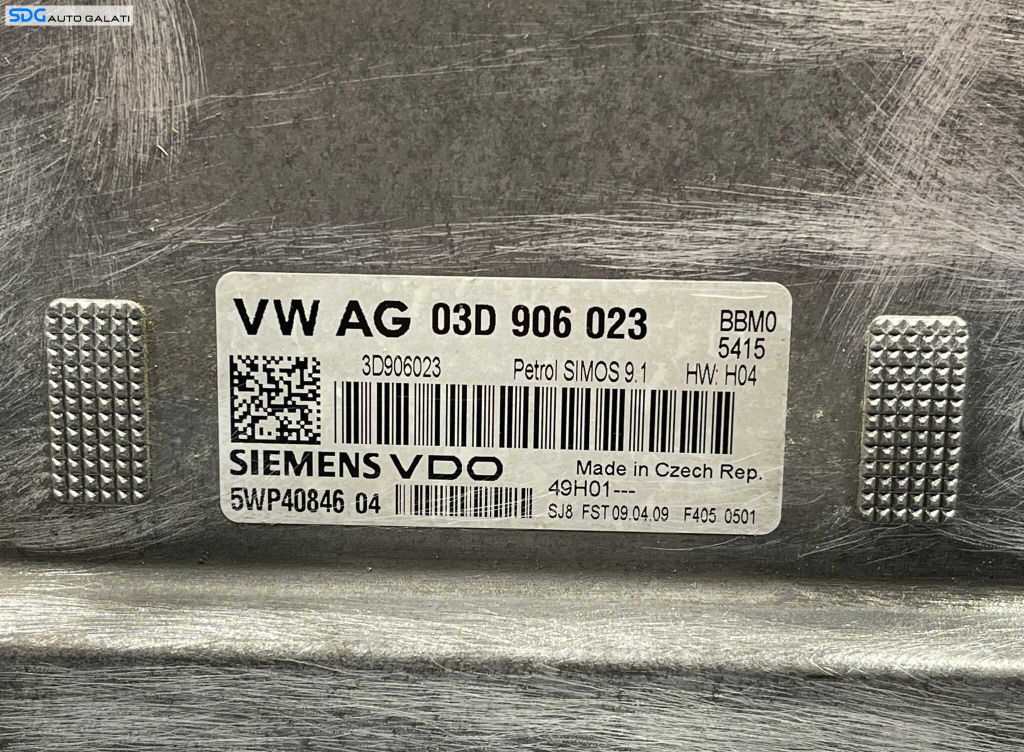 SDG AUTO GALATI
VW AG 03D 906 023
BBM0
5415
3D906023 Petrol SIMOS 9.1 HW: H04
SIEMENS VDO
Made in Czech Rep.
5WP40846 04
49H01---
SJ8 FST 09.04.09 F405 0501